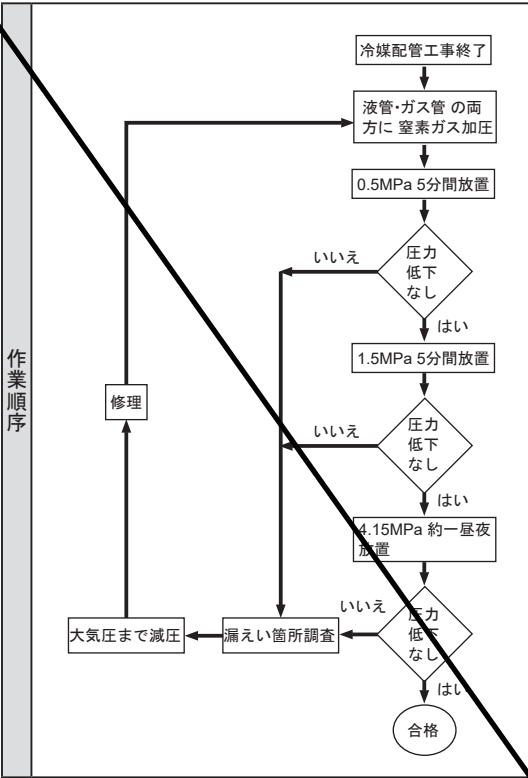 作業順序
冷媒配管工事終了
液管・ガス管 の両
方に 窒素ガス加圧
0.5MPa 5分間放置
圧力
低下
なし
いいえ
はい
1.5MPa 5分間放置
圧力
低下
なし
いいえ
はい
修理
4.15MPa 約一昼夜
放置
圧力
低下
なし
いいえ
はい
漏えい箇所調査
大気圧まで減圧
合格